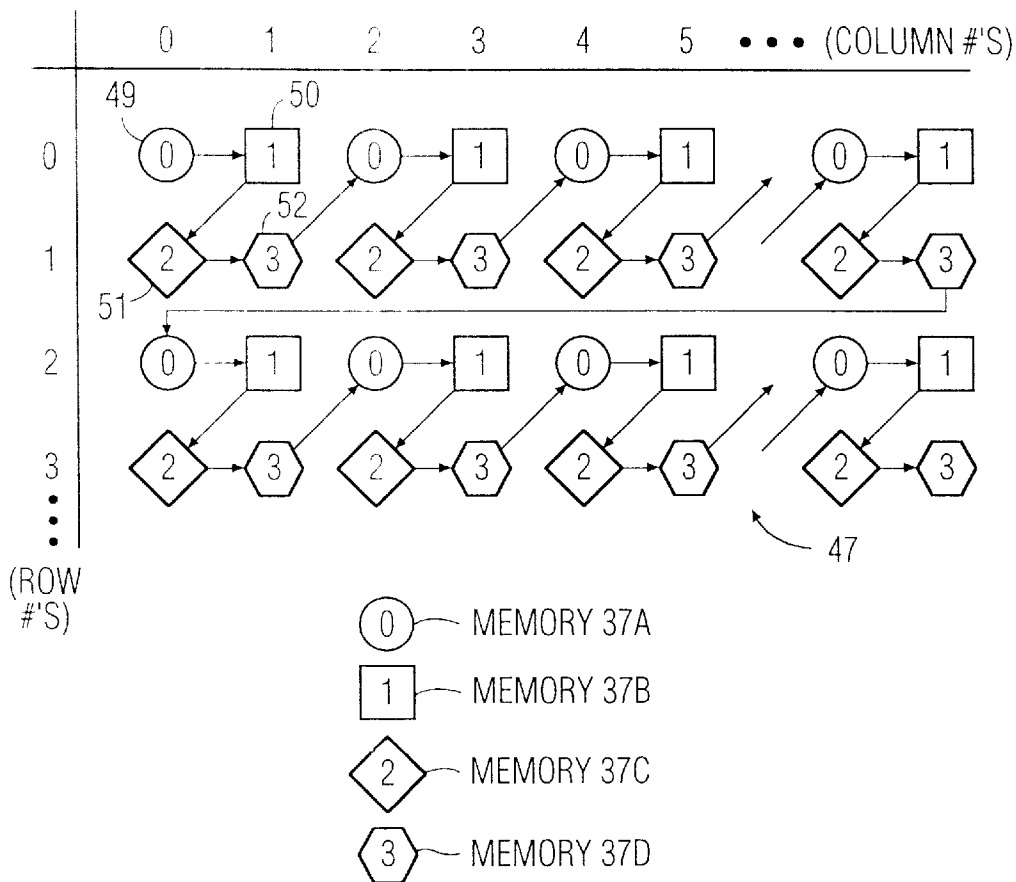 0 1 2 3 4 5 ••• (COLUMN #'S)
49 50
0 0 1 0 1 0 1 0 1
52
1 2 3 2 3 2 3 2 3
51
2 0 1 0 1 0 1 0 1
3 2 3 2 3 2 3 2 3
47
(ROW
#'S)
0 MEMORY 37A
1 MEMORY 37B
2 MEMORY 37C
3 MEMORY 37D